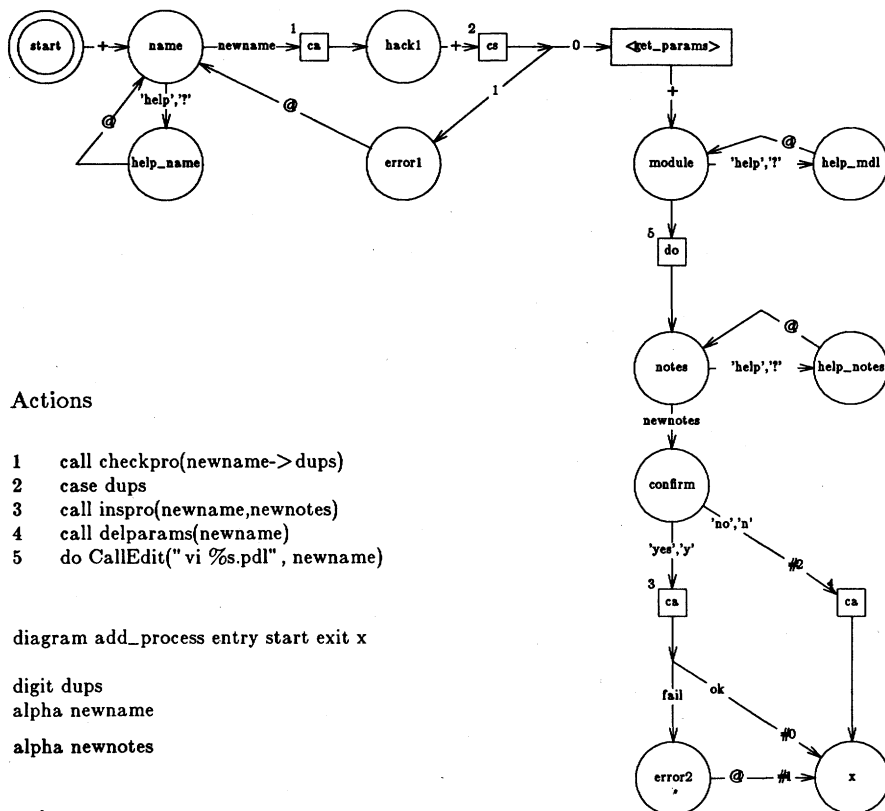 start + name newname 1 ca hack1 + 2 cs 0 <get_params>
'help','?' @ @ 1 +
help_name error1 module 'help','?' @ help_mdl
5 do
notes 'help','?' @ help_notes
Actions
newnotes
1 call checkpro(newname->dups)
2 case dups
3 call inspro(newname,newnotes)
4 call delparams(newname)
5 do CallEdit("vi %s.pdl", newname)
confirm
'no','n'
'yes','y'
#2
3 ca 4 ca
diagram add_process entry start exit x
digit dups
alpha newname
alpha newnotes
fail ok
#0
error2 @ #1 x